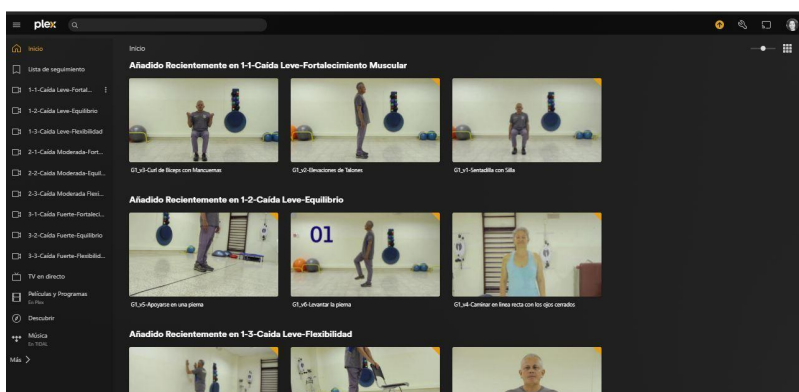 plex
Inicio
Lista de seguimiento
1-1-Caída Leve-Fortal...
1-2-Caída Leve-Equilibrio
1-3-Caída Leve-Flexibilidad
2-1-Caída Moderada-Fort...
2-2-Caída Moderada-Equil...
2-3-Caída Moderada Flexi...
3-1-Caída Fuerte-Fortaleci...
3-2-Caída Fuerte-Equilibrio
3-3-Caída Fuerte-Flexibilid...
TV en directo
Películas y Programas
En Plex
Descubrir
Música
En TIDAL
Más
Inicio
Añadido Recientemente en 1-1-Caída Leve-Fortalecimiento Muscular
G1_v3-Curl de Biceps con Mancuernas
G1_v2-Elevaciones de Talones
G1_v1-Sentadilla con Silla
Añadido Recientemente en 1-2-Caída Leve-Equilibrio
01
G1_v5-Apoyarse en una pierna
G1_v6-Levantar la pierna
G1_v4-Caminar en linea recta con los ojos cerrados
Añadido Recientemente en 1-3-Caída Leve-Flexibilidad